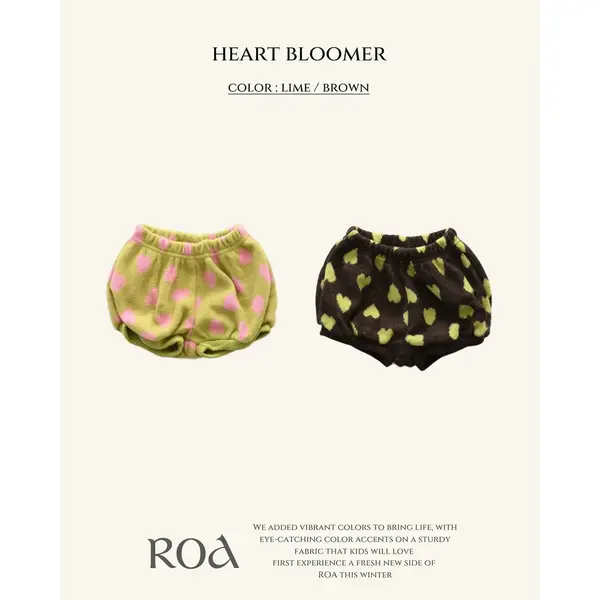 HEART BLOOMER
COLOR : LIME / BROWN
WE ADDED VIBRANT COLORS TO BRING LIFE, WITH
EYE-CATCHING COLOR ACCENTS ON A STURDY
FABRIC THAT KIDS WILL LOVE
FIRST EXPERIENCE A FRESH NEW SIDE OF
ROA THIS WINTER
ROA